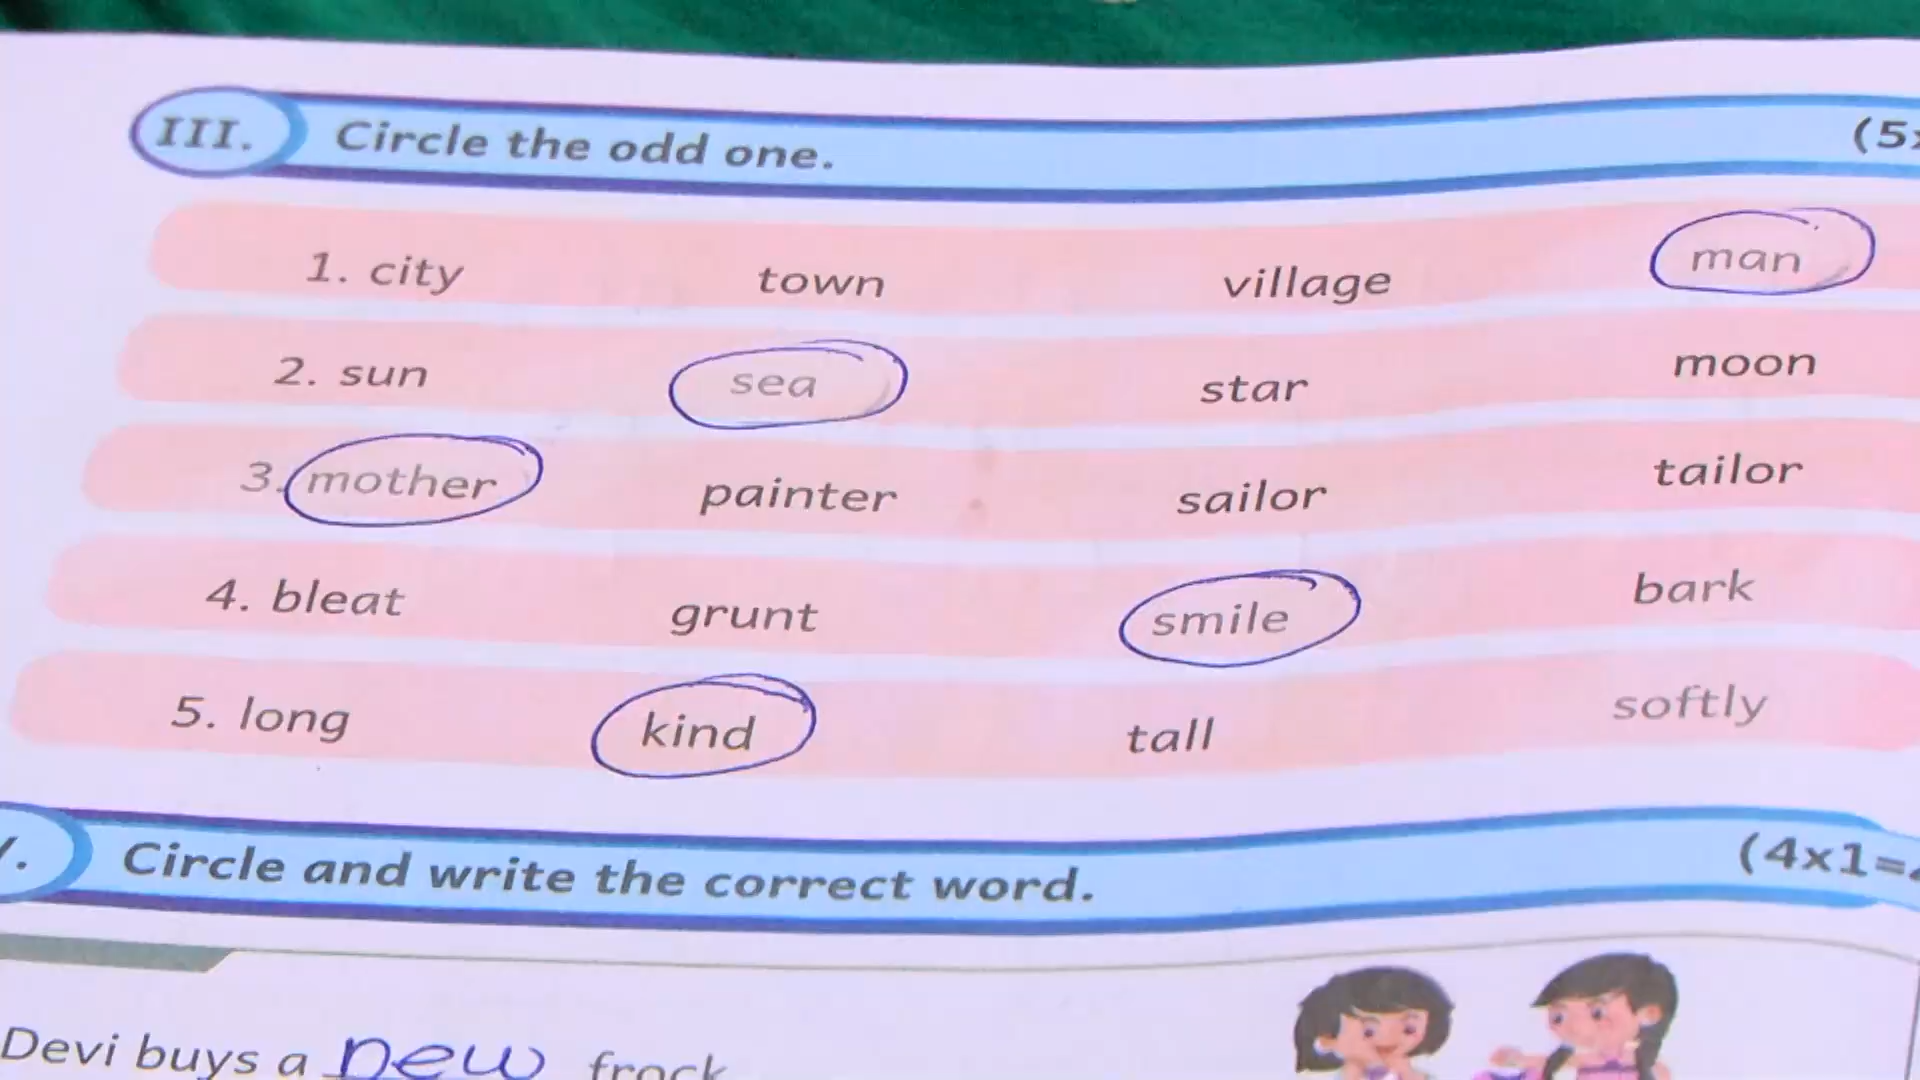 III. Circle the odd one. (5
1. city town village man
2. sun sea star moon
3. mother painter sailor tailor
4. bleat grunt smile bark
5. long kind tall softly
Circle and write the correct word. (4x1=
Devi buys a new frock